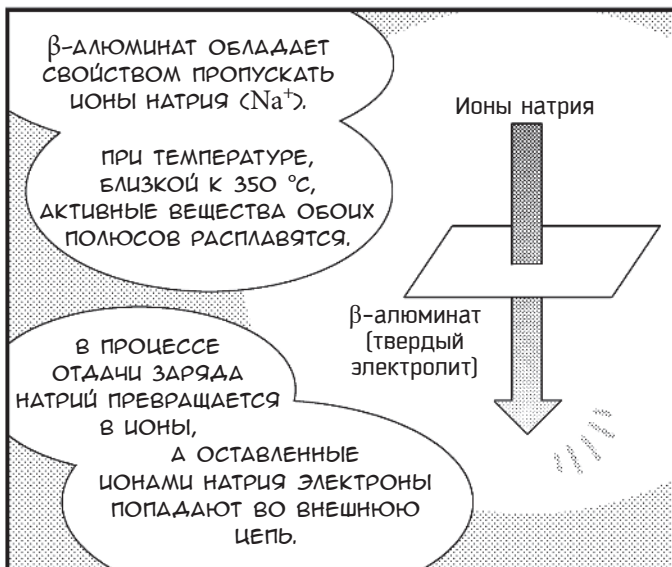 β-АЛЮМИНАТ ОБЛАДАЕТ
СВОЙСТВОМ ПРОПУСКАТЬ
ИОНЫ НАТРИЯ (Na⁺).
ПРИ ТЕМПЕРАТУРЕ,
БЛИЗКОЙ К 350 °С,
АКТИВНЫЕ ВЕЩЕСТВА ОБОИХ
ПОЛЮСОВ РАСПЛАВЯТСЯ.
Ионы натрия
β-алюминат
(твердый
электролит)
В ПРОЦЕССЕ
ОТДАЧИ ЗАРЯДА
НАТРИЙ ПРЕВРАЩАЕТСЯ
В ИОНЫ,
А ОСТАВЛЕННЫЕ
ИОНАМИ НАТРИЯ ЭЛЕКТРОНЫ
ПОПАДАЮТ ВО ВНЕШНЮЮ
ЦЕПЬ.